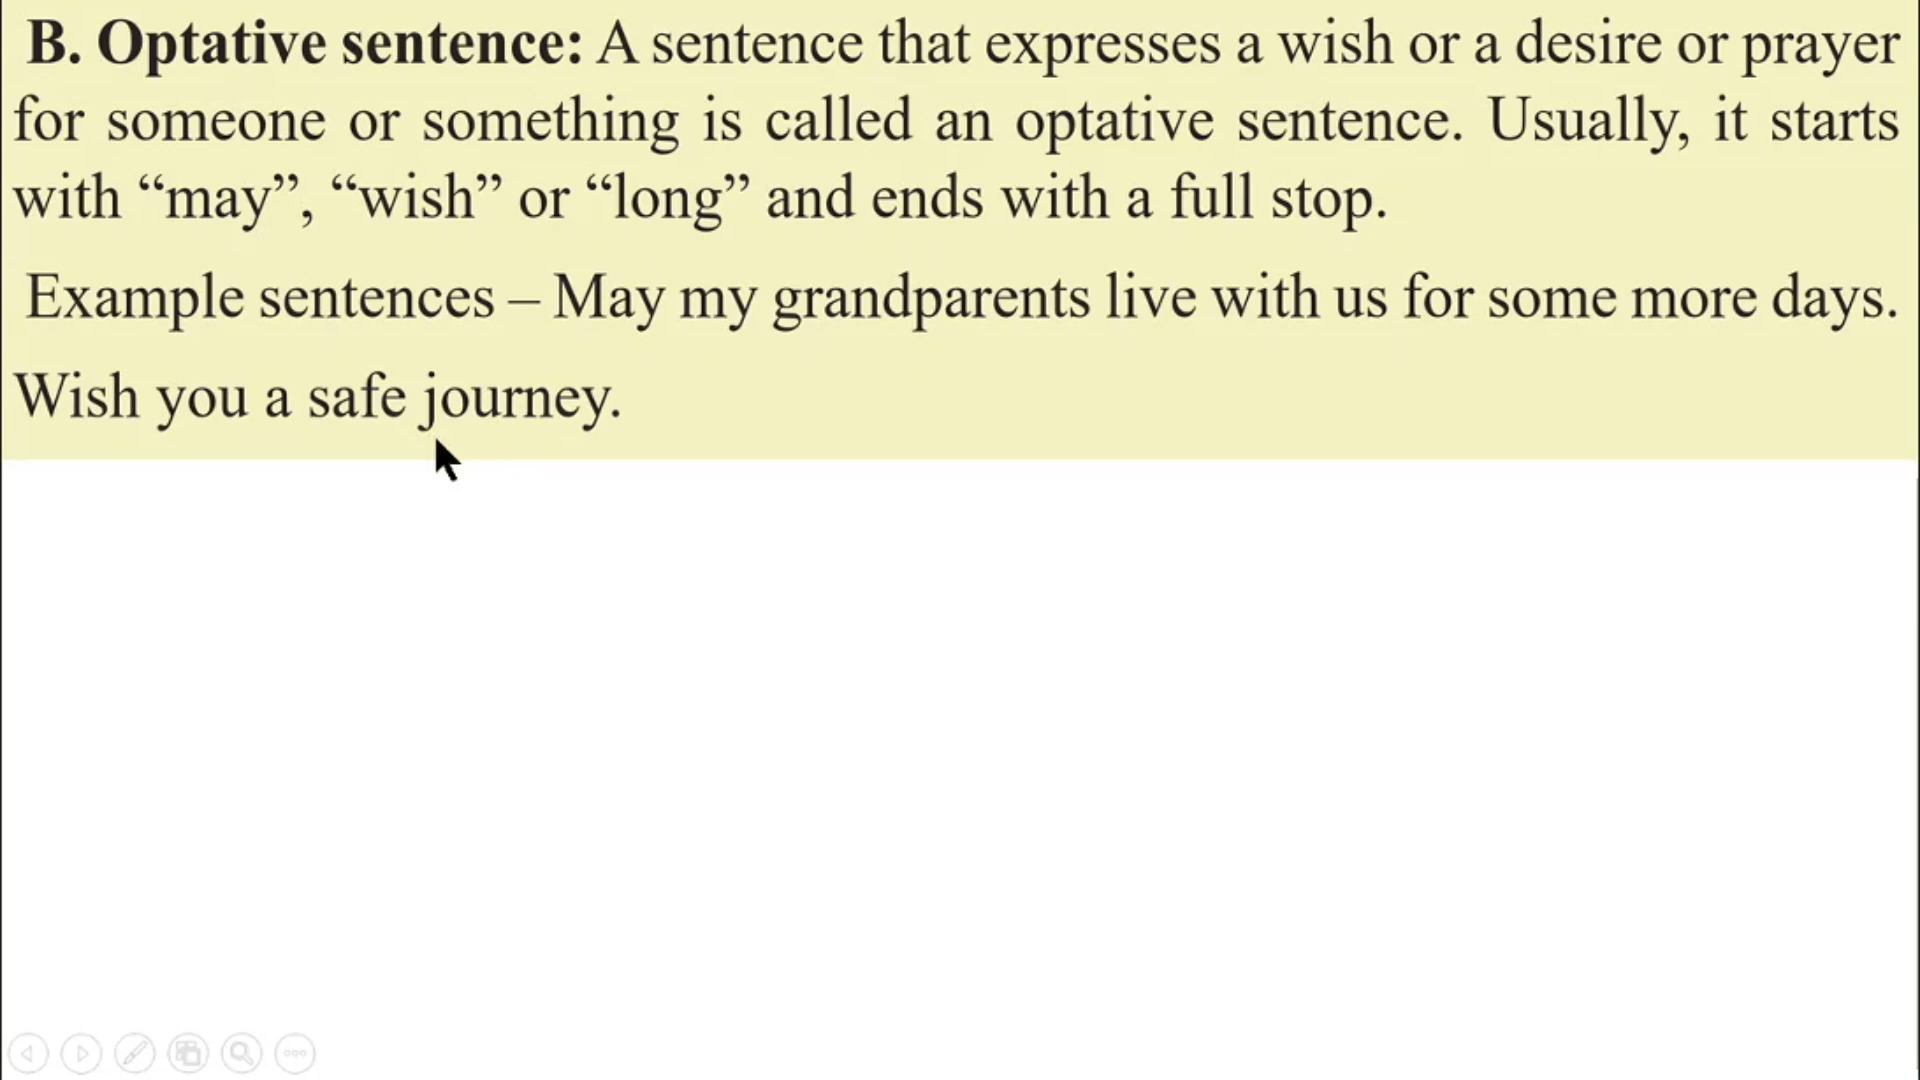 B. Optative sentence: A sentence that expresses a wish or a desire or prayer
for someone or something is called an optative sentence. Usually, it starts
with “may”, “wish” or “long” and ends with a full stop.
Example sentences – May my grandparents live with us for some more days.
Wish you a safe journey.